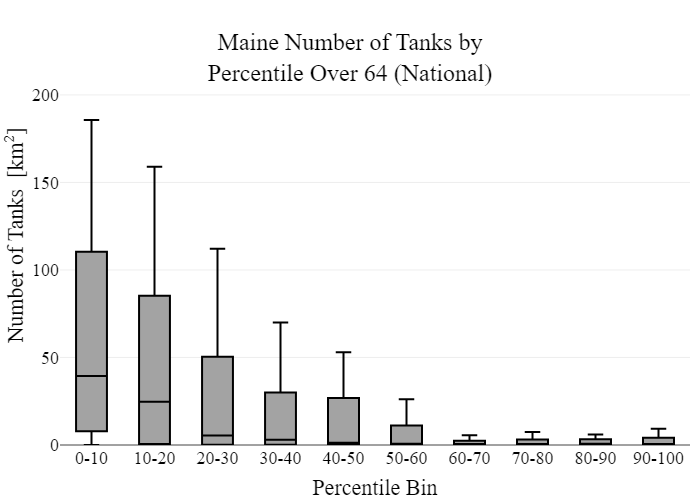 Maine Number of Tanks by
Percentile Over 64 (National)
Number of Tanks [km²]
200
150
100
50
0
0-10 10-20 20-30 30-40 40-50 50-60 60-70 70-80 80-90 90-100
Percentile Bin